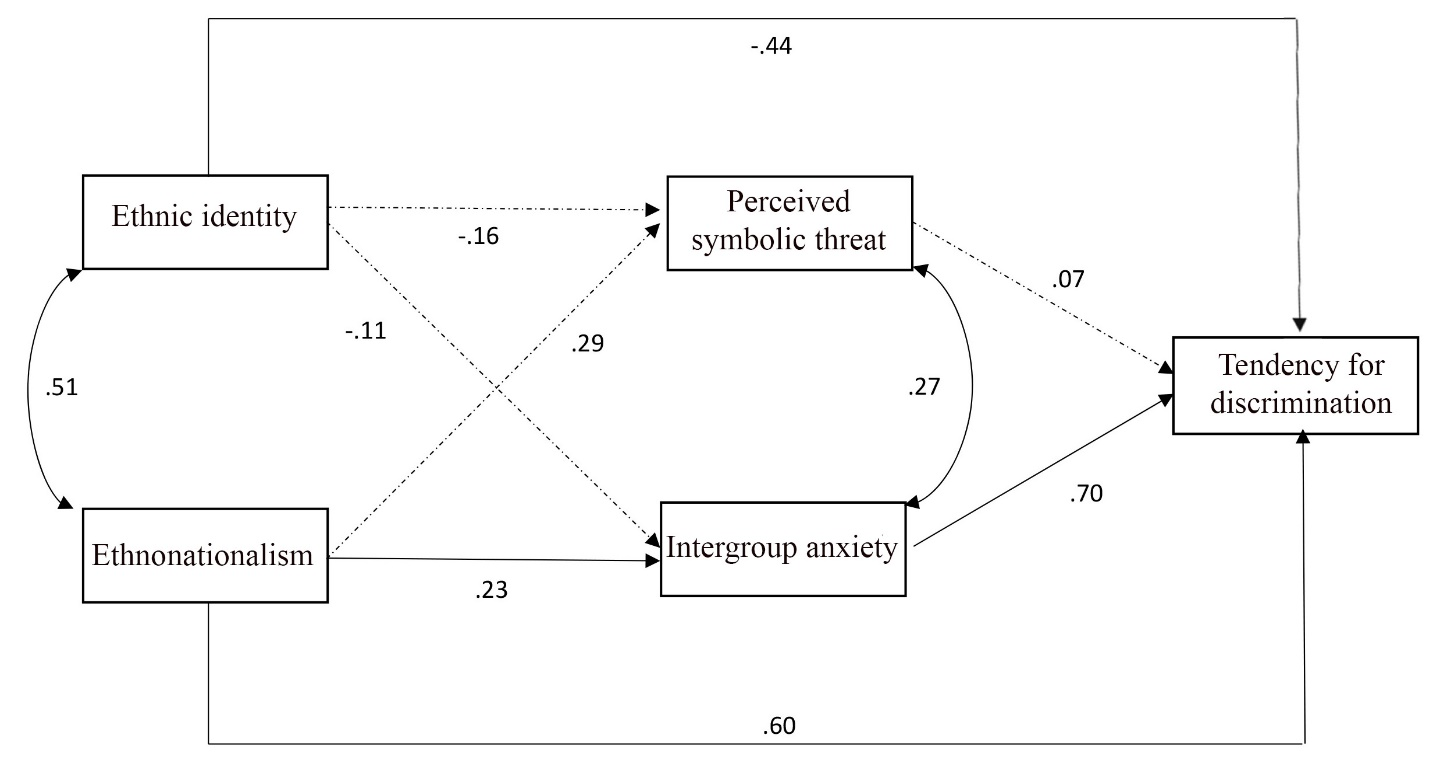 -.44
Ethnic identity
-.16
Perceived
symbolic threat
.07
-.11
.29
.51
.27
Tendency for
discrimination
.70
Ethnonationalism
.23
Intergroup anxiety
.60